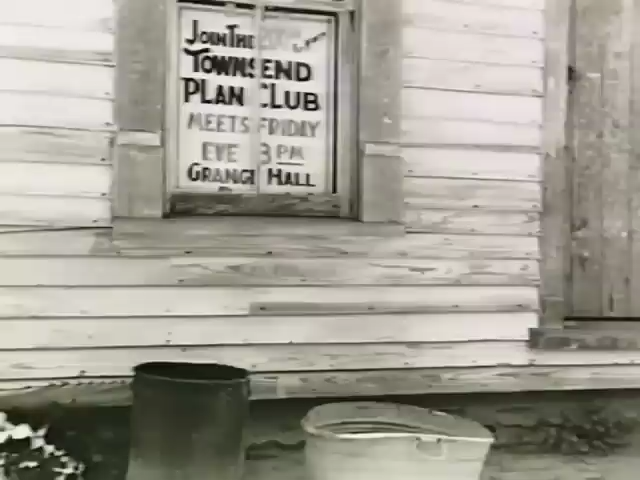 JOIN THE
TOWNSEND
PLAN CLUB
MEETS FRIDAY
EVE 8 PM
GRANGE HALL